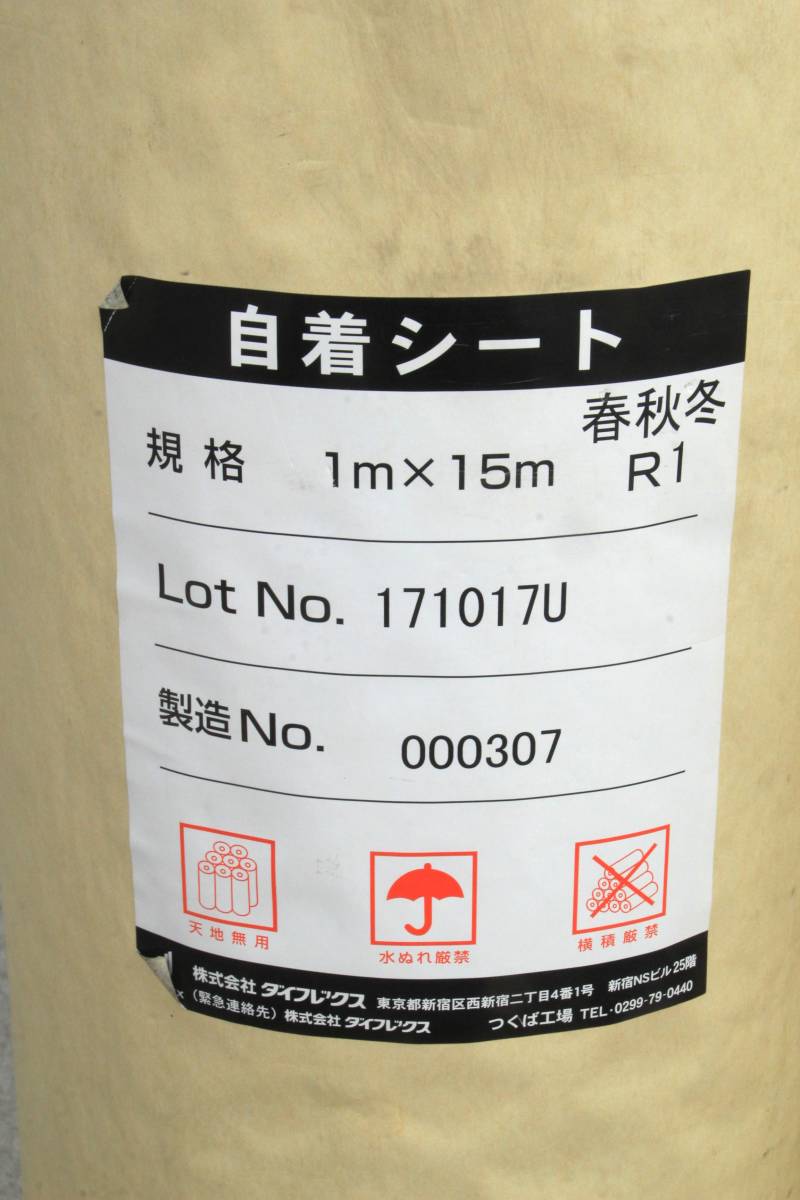 自着シート
春秋冬
規格 1m×15m R1
Lot No. 171017U
製造No. 000307
天地無用
水ぬれ厳禁
横積厳禁
株式会社 ダイフレックス 東京都新宿区西新宿二丁目4番1号 新宿NSビル25階
(緊急連絡先)株式会社 ダイフレックス つくば工場 TEL・0299-79-0440